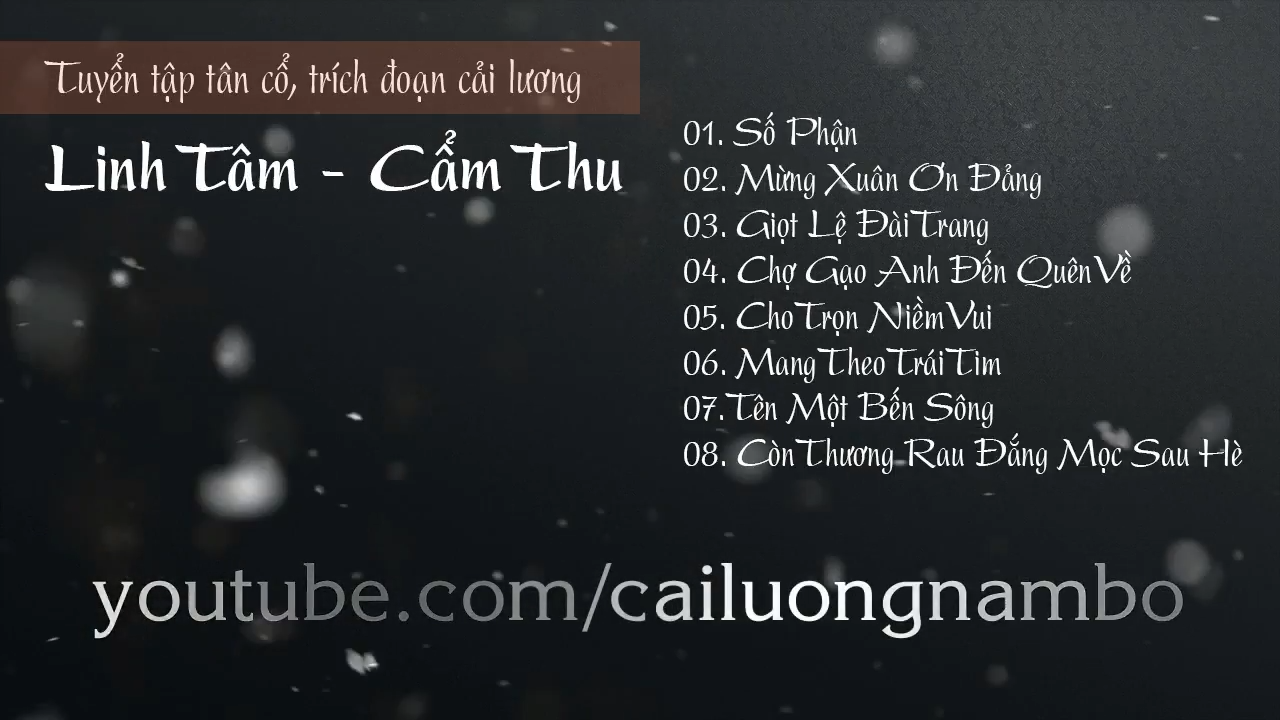 Tuyển tập tân cổ, trích đoạn cải lương
Linh Tâm - Cẩm Thu
01. Số Phận
02. Mừng Xuân Ơn Đảng
03. Giọt Lệ Đài Trang
04. Chợ Gạo Anh Đến Quên Về
05. Cho Trọn Niềm Vui
06. Mang Theo Trái Tim
07. Tên Một Bến Sông
08. Còn Thương Rau Đắng Mọc Sau Hè
youtube.com/cailuongnambo